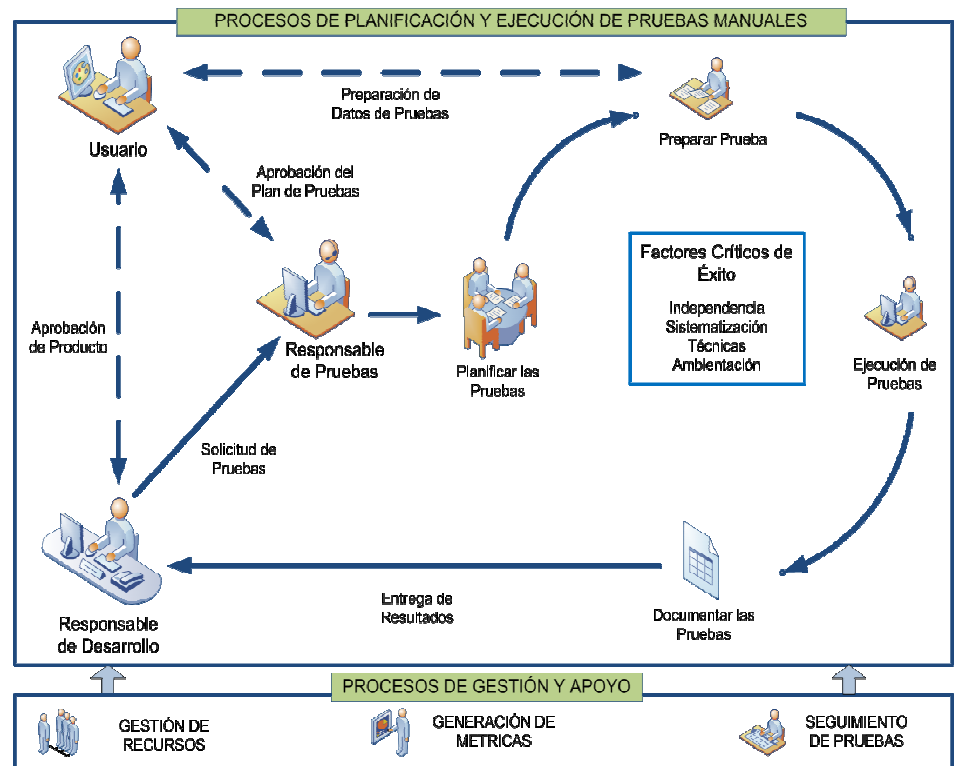 PROCESOS DE PLANIFICACIÓN Y EJECUCIÓN DE PRUEBAS MANUALES
Usuario
Preparación de
Datos de Pruebas
Preparar Prueba
Aprobación del
Plan de Pruebas
Factores Críticos de
Éxito
Independencia
Sistematización
Técnicas
Ambientación
Aprobación
de Producto
Responsable
de Pruebas
Planificar las
Pruebas
Ejecución de
Pruebas
Solicitud de
Pruebas
Responsable
de Desarrollo
Entrega de
Resultados
Documentar las
Pruebas
PROCESOS DE GESTIÓN Y APOYO
GESTIÓN DE
RECURSOS
GENERACIÓN DE
METRICAS
SEGUIMIENTO
DE PRUEBAS